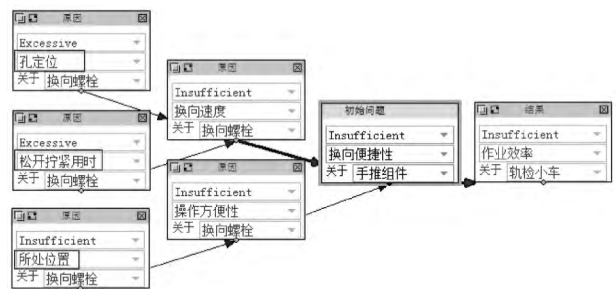 原因
Excessive
孔定位
关于 换向螺栓
原因
Excessive
松开拧紧用时
关于 换向螺栓
原因
Insufficient
所处位置
关于 换向螺栓
原因
Insufficient
换向速度
关于 换向螺栓
原因
Insufficient
操作方便性
关于 换向螺栓
初始问题
Insufficient
换向便捷性
关于 手推组件
结果
Insufficient
作业效率
关于 轨检小车